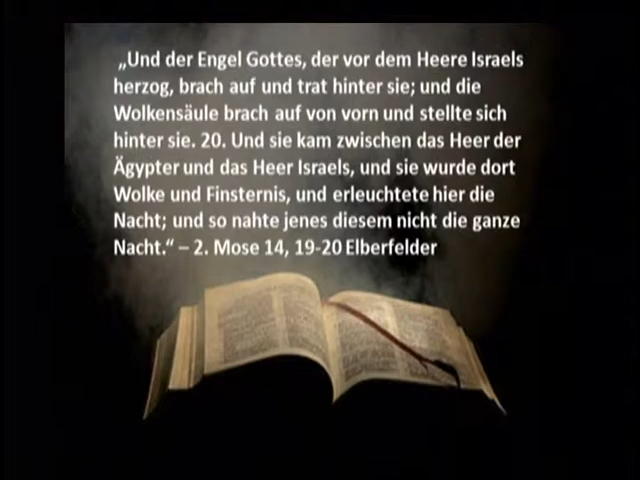 „Und der Engel Gottes, der vor dem Heere Israels
herzog, brach auf und trat hinter sie; und die
Wolkensäule brach auf von vorn und stellte sich
hinter sie. 20. Und sie kam zwischen das Heer der
Ägypter und das Heer Israels, und sie wurde dort
Wolke und Finsternis, und erleuchtete hier die
Nacht; und so nahte jenes diesem nicht die ganze
Nacht.“ – 2. Mose 14, 19-20 Elberfelder